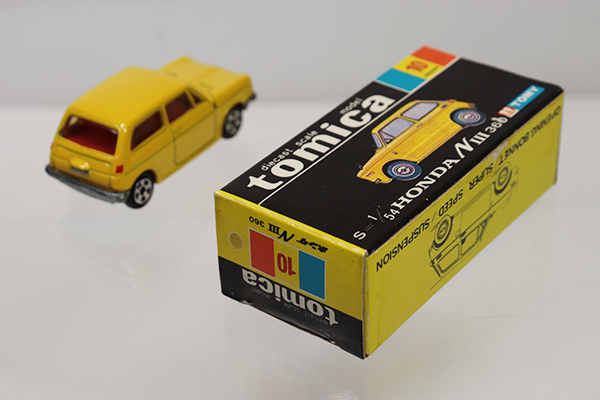 diecast scale model
tomica
10
TOMY
S=1/54 HONDA NIII 360
OPENING BONNET SUPER SPEED / SUSPENSION
ホンダ NIII 360
10
tomica